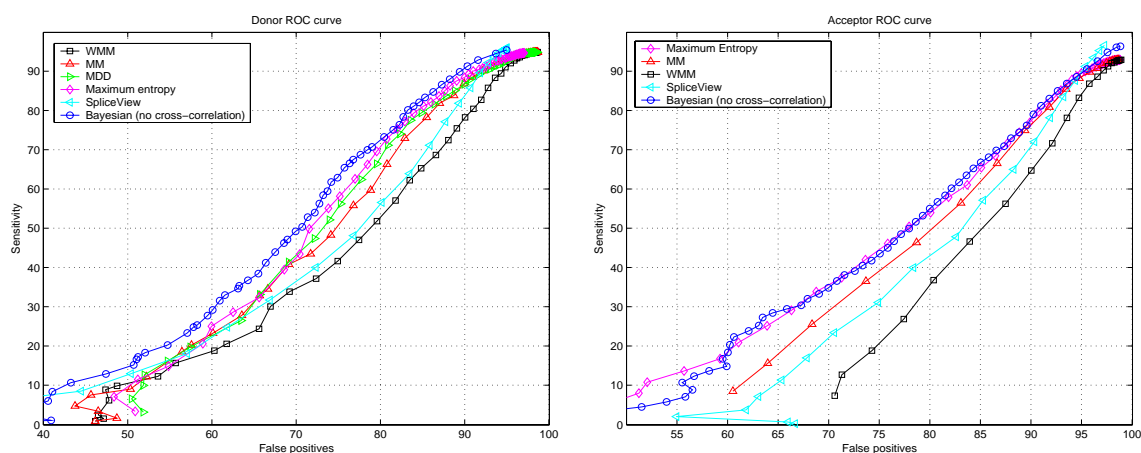 Donor ROC curve
WMM
MM
MDD
Maximum entropy
SpliceView
Bayesian (no cross−correlation)
90
80
70
60
50
40
30
20
10
0
Sensitivity
40
50
60
70
80
90
100
False positives
Acceptor ROC curve
Maximum Entropy
MM
WMM
SpliceView
Bayesian (no cross−correlation)
90
80
70
60
50
40
30
20
10
0
Sensitivity
55
60
65
70
75
80
85
90
95
100
False positives